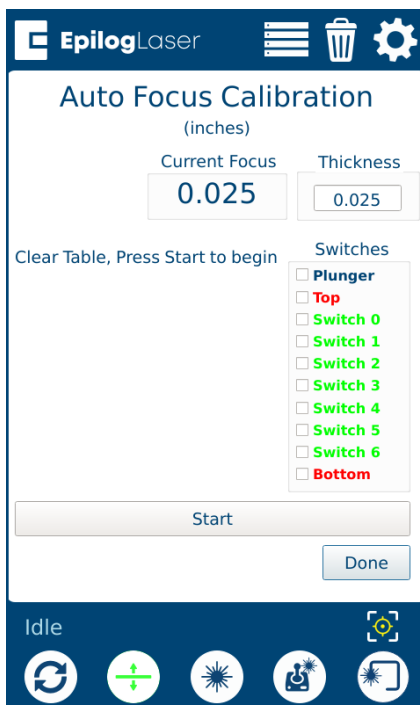 EpilogLaser
Auto Focus Calibration
(inches)
Current Focus
Thickness
0.025
0.025
Clear Table, Press Start to begin
Switches
Plunger
Top
Switch 0
Switch 1
Switch 2
Switch 3
Switch 4
Switch 5
Switch 6
Bottom
Start
Done
Idle